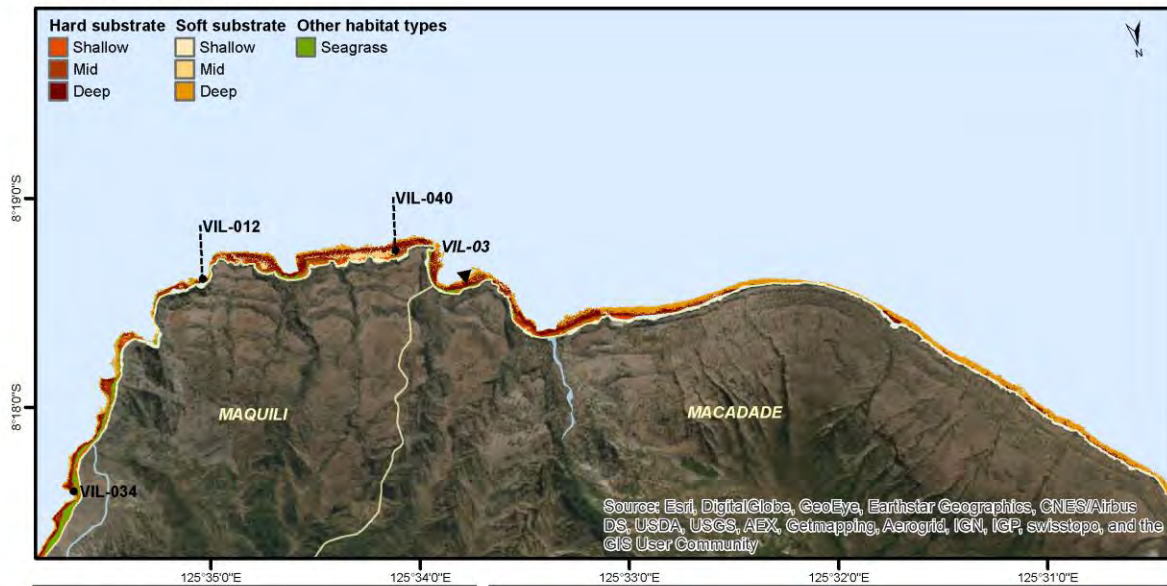 Hard substrate Soft substrate Other habitat types
Shallow Shallow Seagrass
Mid Mid
Deep Deep
N
8°19'0"S
VIL-040
VIL-012
VIL-03
8°18'0"S
MAQUILI
MACADADE
VIL-034
Source: Esri, DigitalGlobe, GeoEye, Earthstar Geographics, CNES/Airbus
DS, USDA, USGS, AEX, Getmapping, Aerogrid, IGN, IGP, swisstopo, and the
GIS User Community
125°35'0"E 125°34'0"E 125°33'0"E 125°32'0"E 125°31'0"E